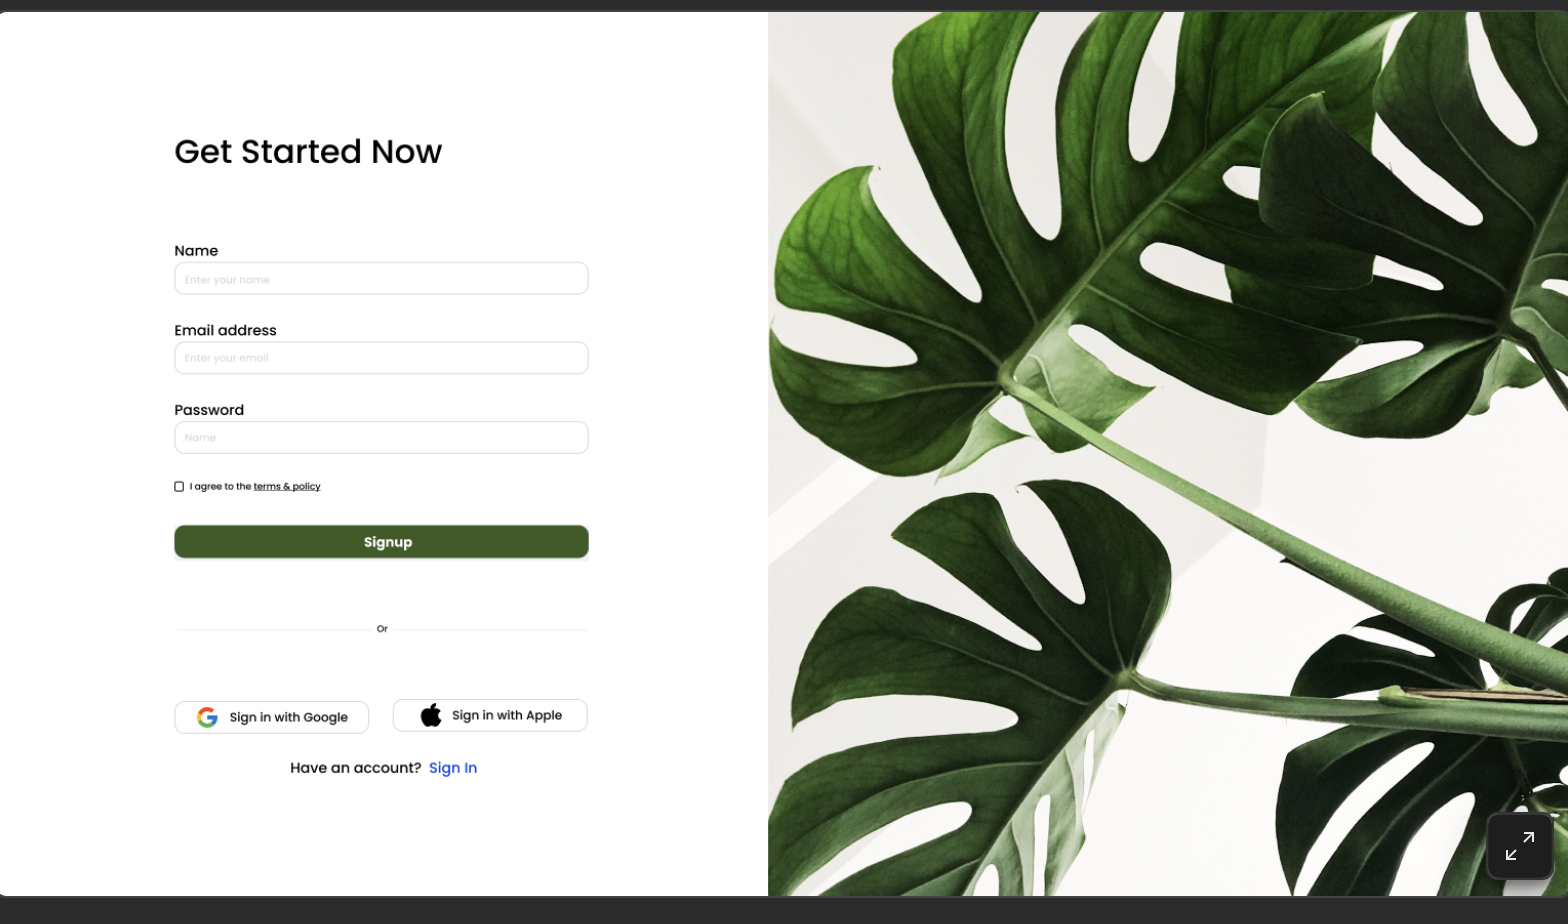 Get Started Now
Name
Enter your name
Email address
Enter your email
Password
Name
I agree to the terms & policy
Signup
Or
Sign in with Google
Sign in with Apple
Have an account? Sign In